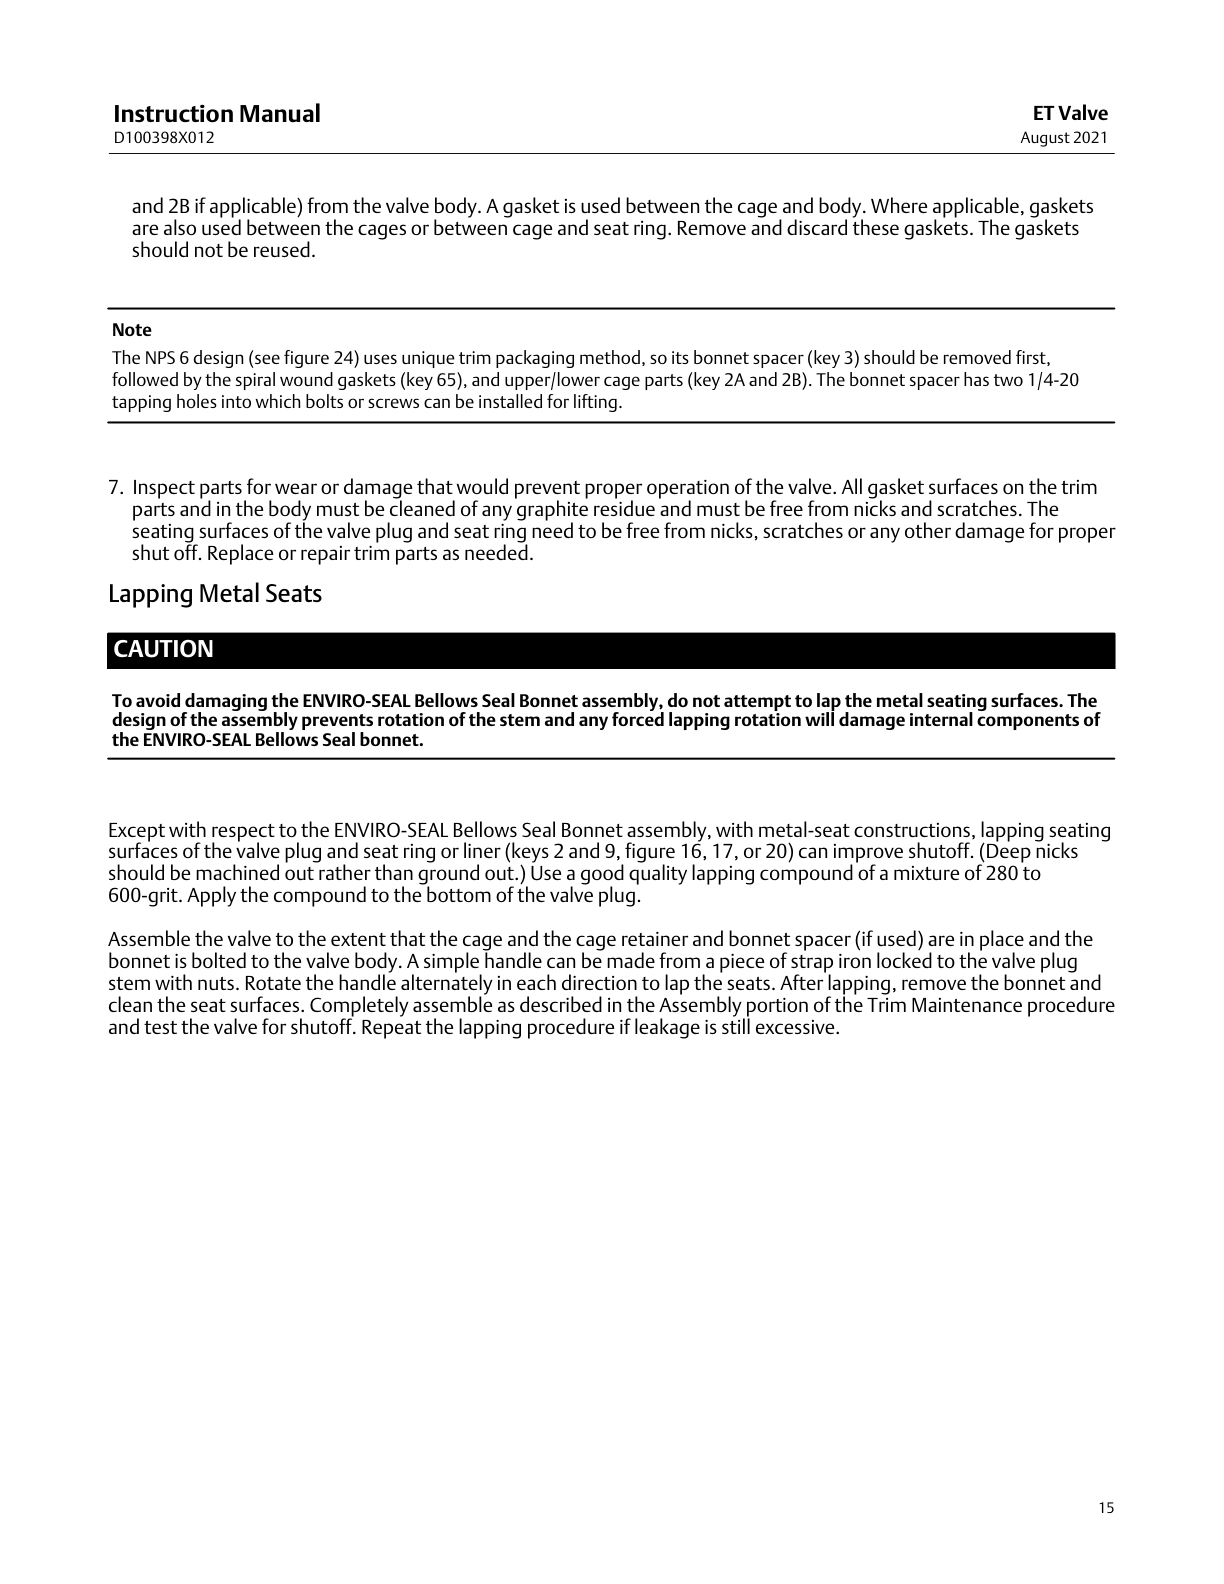 Instruction Manual
D100398X012
ET Valve
August 2021
and 2B if applicable) from the valve body. A gasket is used between the cage and body. Where applicable, gaskets
are also used between the cages or between cage and seat ring. Remove and discard these gaskets. The gaskets
should not be reused.
Note
The NPS 6 design (see figure 24) uses unique trim packaging method, so its bonnet spacer (key 3) should be removed first,
followed by the spiral wound gaskets (key 65), and upper/lower cage parts (key 2A and 2B). The bonnet spacer has two 1/4-20
tapping holes into which bolts or screws can be installed for lifting.
7. Inspect parts for wear or damage that would prevent proper operation of the valve. All gasket surfaces on the trim
parts and in the body must be cleaned of any graphite residue and must be free from nicks and scratches. The
seating surfaces of the valve plug and seat ring need to be free from nicks, scratches or any other damage for proper
shut off. Replace or repair trim parts as needed.
Lapping Metal Seats
CAUTION
To avoid damaging the ENVIRO-SEAL Bellows Seal Bonnet assembly, do not attempt to lap the metal seating surfaces. The
design of the assembly prevents rotation of the stem and any forced lapping rotation will damage internal components of
the ENVIRO-SEAL Bellows Seal bonnet.
Except with respect to the ENVIRO-SEAL Bellows Seal Bonnet assembly, with metal-seat constructions, lapping seating
surfaces of the valve plug and seat ring or liner (keys 2 and 9, figure 16, 17, or 20) can improve shutoff. (Deep nicks
should be machined out rather than ground out.) Use a good quality lapping compound of a mixture of 280 to
600-grit. Apply the compound to the bottom of the valve plug.
Assemble the valve to the extent that the cage and the cage retainer and bonnet spacer (if used) are in place and the
bonnet is bolted to the valve body. A simple handle can be made from a piece of strap iron locked to the valve plug
stem with nuts. Rotate the handle alternately in each direction to lap the seats. After lapping, remove the bonnet and
clean the seat surfaces. Completely assemble as described in the Assembly portion of the Trim Maintenance procedure
and test the valve for shutoff. Repeat the lapping procedure if leakage is still excessive.
15